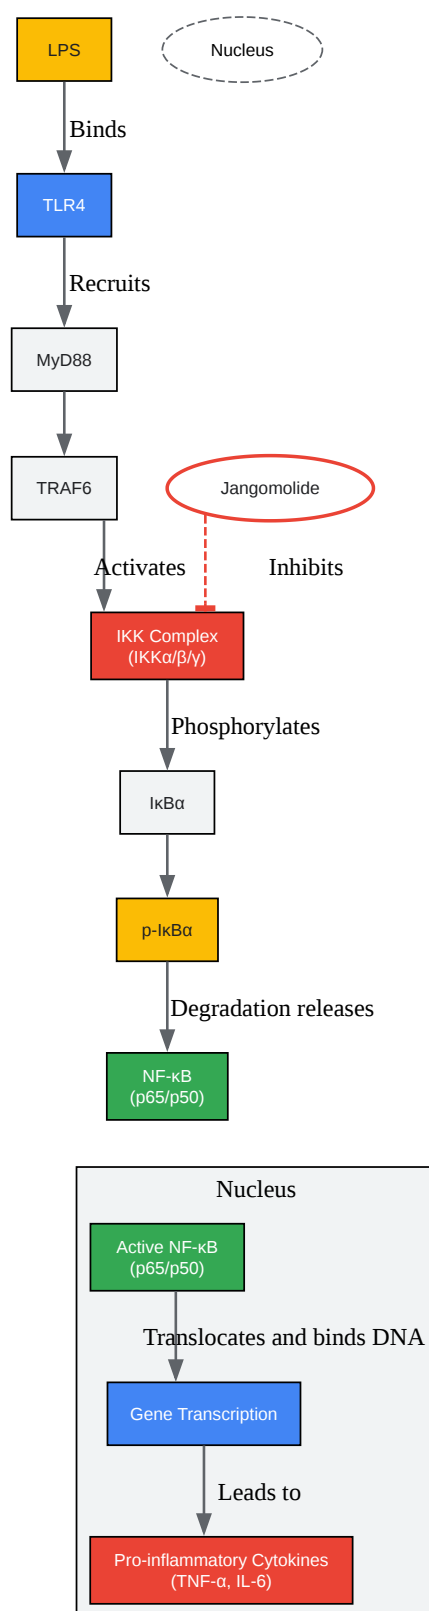 LPS
Nucleus
Binds
TLR4
Recruits
MyD88
TRAF6
Jangomolide
Activates
Inhibits
IKK Complex
(IKKα/β/γ)
Phosphorylates
IκBα
p-IκBα
Degradation releases
NF-κB
(p65/p50)
Nucleus
Active NF-κB
(p65/p50)
Translocates and binds DNA
Gene Transcription
Leads to
Pro-inflammatory Cytokines
(TNF-α, IL-6)